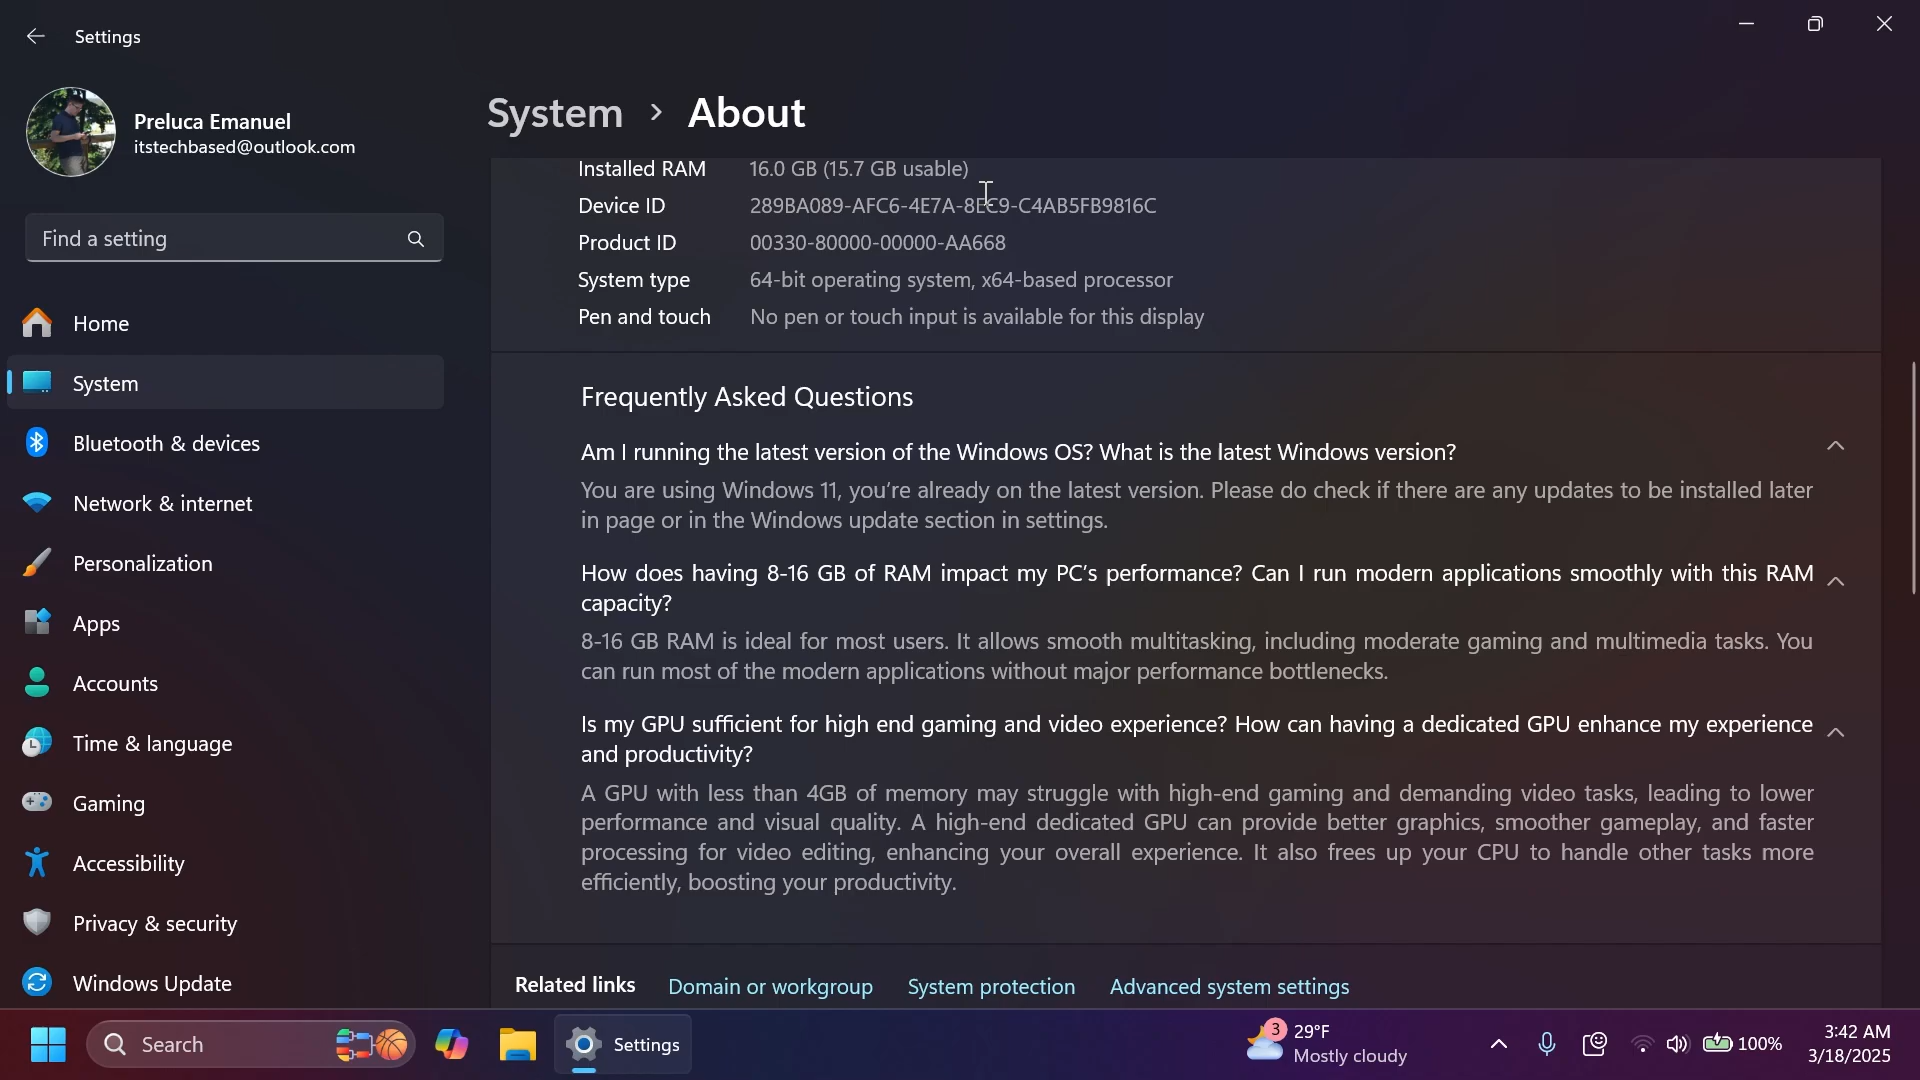 Settings
Preluca Emanuel
itstechbased@outlook.com
Find a setting
Home
System
Bluetooth & devices
Network & internet
Personalization
Apps
Accounts
Time & language
Gaming
Accessibility
Privacy & security
Windows Update
System > About
Installed RAM 16.0 GB (15.7 GB usable)
Device ID 289BA089-AFC6-4E7A-8EC9-C4AB5FB9816C
Product ID 00330-80000-00000-AA668
System type 64-bit operating system, x64-based processor
Pen and touch No pen or touch input is available for this display
Frequently Asked Questions
Am I running the latest version of the Windows OS? What is the latest Windows version?
You are using Windows 11, you're already on the latest version. Please do check if there are any updates to be installed later
in page or in the Windows update section in settings.
How does having 8-16 GB of RAM impact my PC's performance? Can I run modern applications smoothly with this RAM
capacity?
8-16 GB RAM is ideal for most users. It allows smooth multitasking, including moderate gaming and multimedia tasks. You
can run most of the modern applications without major performance bottlenecks.
Is my GPU sufficient for high end gaming and video experience? How can having a dedicated GPU enhance my experience
and productivity?
A GPU with less than 4GB of memory may struggle with high-end gaming and demanding video tasks, leading to lower
performance and visual quality. A high-end dedicated GPU can provide better graphics, smoother gameplay, and faster
processing for video editing, enhancing your overall experience. It also frees up your CPU to handle other tasks more
efficiently, boosting your productivity.
Related links Domain or workgroup System protection Advanced system settings
Search
Settings
3
29°F
Mostly cloudy
100%
3:42 AM
3/18/2025